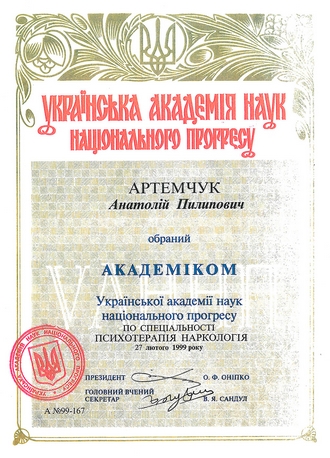 УКРАЇНСЬКА АКАДЕМІЯ НАУК
НАЦІОНАЛЬНОГО ПРОГРЕСУ
АРТЕМЧУК
Анатолій Пилипович
обраний
АКАДЕМІКОМ
Української академії наук
національного прогресу
ПО СПЕЦІАЛЬНОСТІ
ПСИХОТЕРАПІЯ НАРКОЛОГІЯ
27 лютого 1999 року
ПРЕЗИДЕНТ О. Ф. ОНІПКО
ГОЛОВНИЙ ВЧЕНИЙ
СЕКРЕТАР В. Я. САНДУЛ
А №99-167